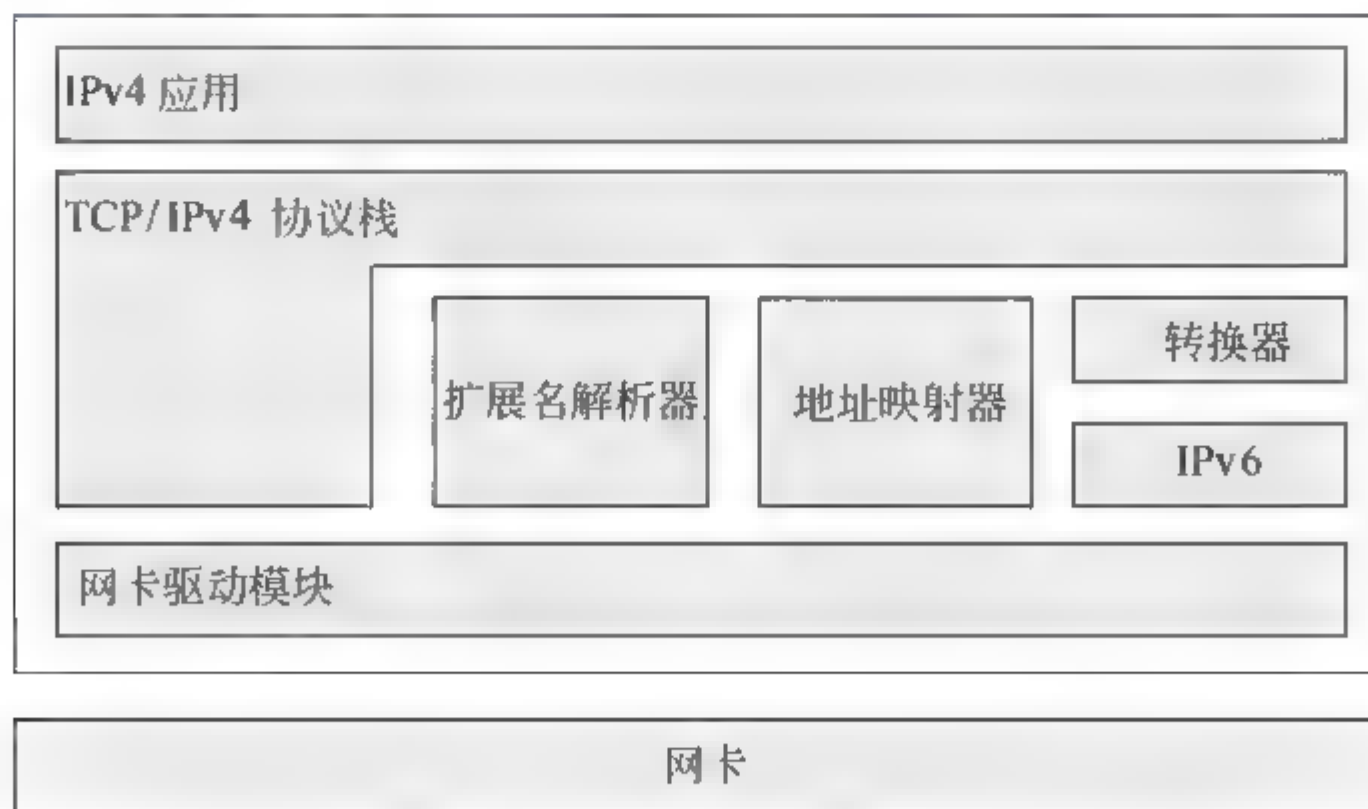 IPv4 应用
TCP/IPv4 协议栈
扩展名解析器
地址映射器
转换器
IPv6
网卡驱动模块
网卡